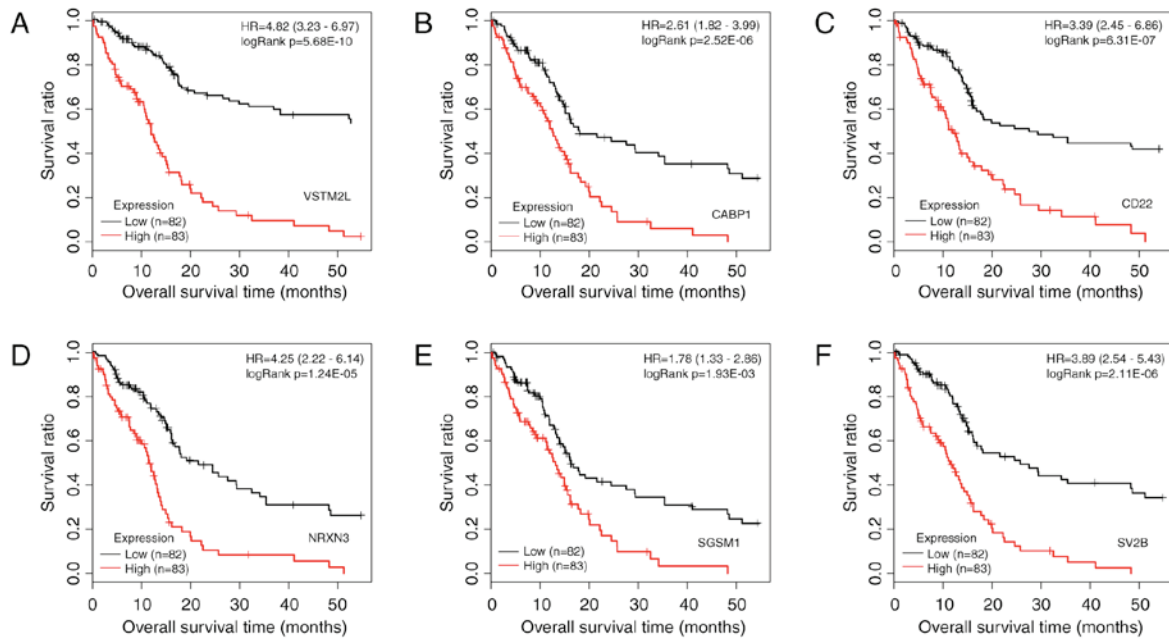 A
HR=4.82 (3.23 - 6.97)
logRank p=5.68E-10
Survival ratio
1.0
0.8
0.6
0.4
0.2
0.0
VSTM2L
Expression
Low (n=82)
High (n=83)
0 10 20 30 40 50
Overall survival time (months)
B
HR=2.61 (1.82 - 3.99)
logRank p=2.52E-06
Survival ratio
1.0
0.8
0.6
0.4
0.2
0.0
CABP1
Expression
Low (n=82)
High (n=83)
0 10 20 30 40 50
Overall survival time (months)
C
HR=3.39 (2.45 - 6.86)
logRank p=6.31E-07
Survival ratio
1.0
0.8
0.6
0.4
0.2
0.0
CD22
Expression
Low (n=82)
High (n=83)
0 10 20 30 40 50
Overall survival time (months)
D
HR=4.25 (2.22 - 6.14)
logRank p=1.24E-05
Survival ratio
1.0
0.8
0.6
0.4
0.2
0.0
NRXN3
Expression
Low (n=82)
High (n=83)
0 10 20 30 40 50
Overall survival time (months)
E
HR=1.78 (1.33 - 2.86)
logRank p=1.93E-03
Survival ratio
1.0
0.8
0.6
0.4
0.2
0.0
SGSM1
Expression
Low (n=82)
High (n=83)
0 10 20 30 40 50
Overall survival time (months)
F
HR=3.89 (2.54 - 5.43)
logRank p=2.11E-06
Survival ratio
1.0
0.8
0.6
0.4
0.2
0.0
SV2B
Expression
Low (n=82)
High (n=83)
0 10 20 30 40 50
Overall survival time (months)